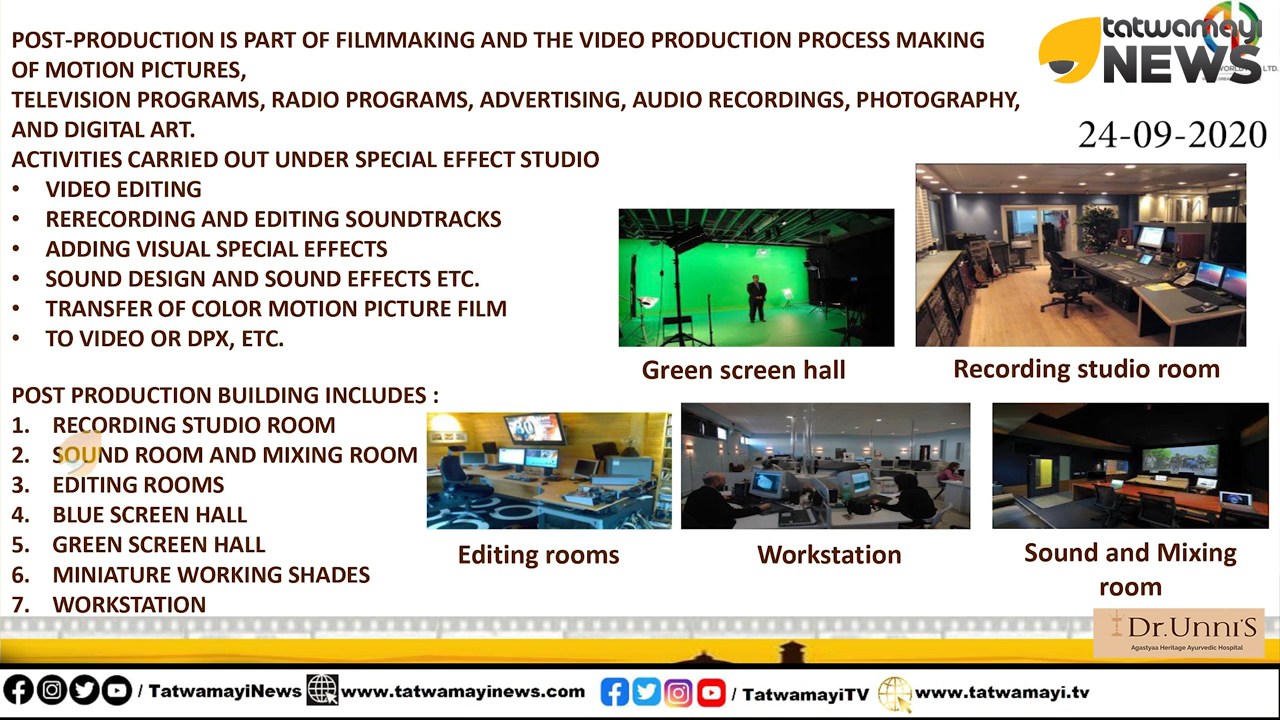 POST-PRODUCTION IS PART OF FILMMAKING AND THE VIDEO PRODUCTION PROCESS MAKING
OF MOTION PICTURES,
TELEVISION PROGRAMS, RADIO PROGRAMS, ADVERTISING, AUDIO RECORDINGS, PHOTOGRAPHY,
AND DIGITAL ART.
ACTIVITIES CARRIED OUT UNDER SPECIAL EFFECT STUDIO
• VIDEO EDITING
• RERECORDING AND EDITING SOUNDTRACKS
• ADDING VISUAL SPECIAL EFFECTS
• SOUND DESIGN AND SOUND EFFECTS ETC.
• TRANSFER OF COLOR MOTION PICTURE FILM
• TO VIDEO OR DPX, ETC.
POST PRODUCTION BUILDING INCLUDES :
1. RECORDING STUDIO ROOM
2. SOUND ROOM AND MIXING ROOM
3. EDITING ROOMS
4. BLUE SCREEN HALL
5. GREEN SCREEN HALL
6. MINIATURE WORKING SHADES
7. WORKSTATION
tatwamayi
NEWS
LTD.
24-09-2020
Green screen hall
Recording studio room
Editing rooms
Workstation
Sound and Mixing
room
Dr.Unni's
Agastyaa Heritage Ayurvedic Hospital
/ TatwamayiNews
www.tatwamayinews.com
/ TatwamayiTV
www.tatwamayi.tv